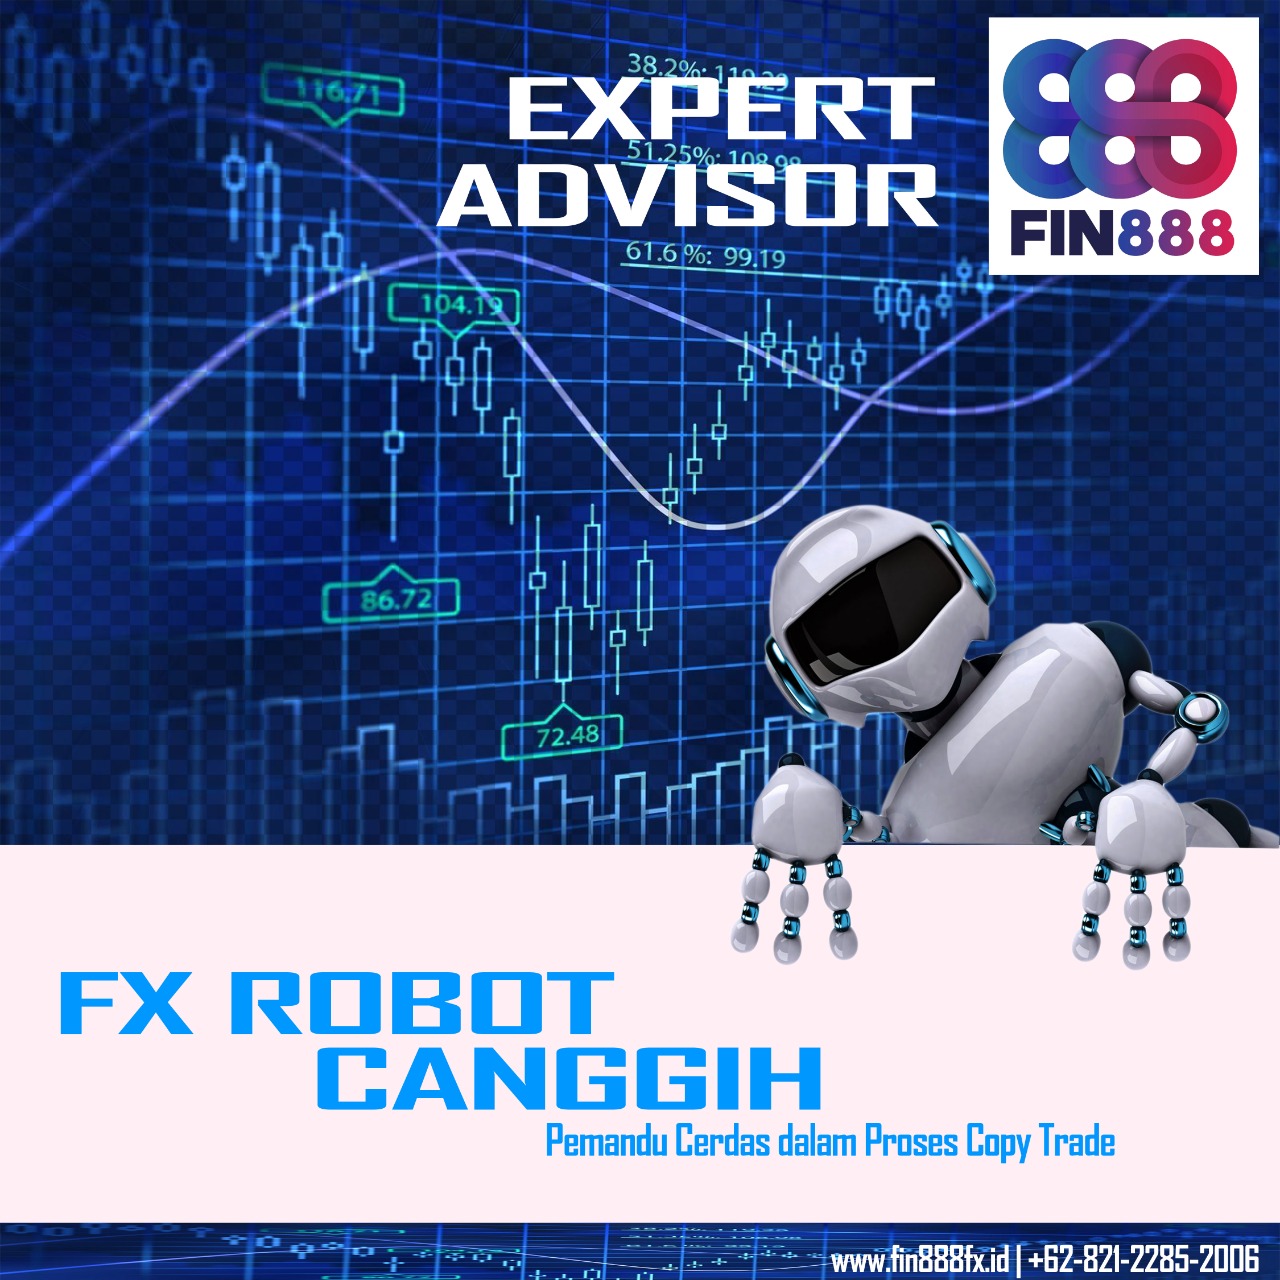 116.71
38.2%: 119.29
EXPERT
51.25%: 108.99
ADVISOR
61.6 %: 99.19
FIN888
104.19
86.72
72.48
FX ROBOT
CANGGIH
Pemandu Cerdas dalam Proses Copy Trade
www.fin888fx.id | +62-821-2285-2006